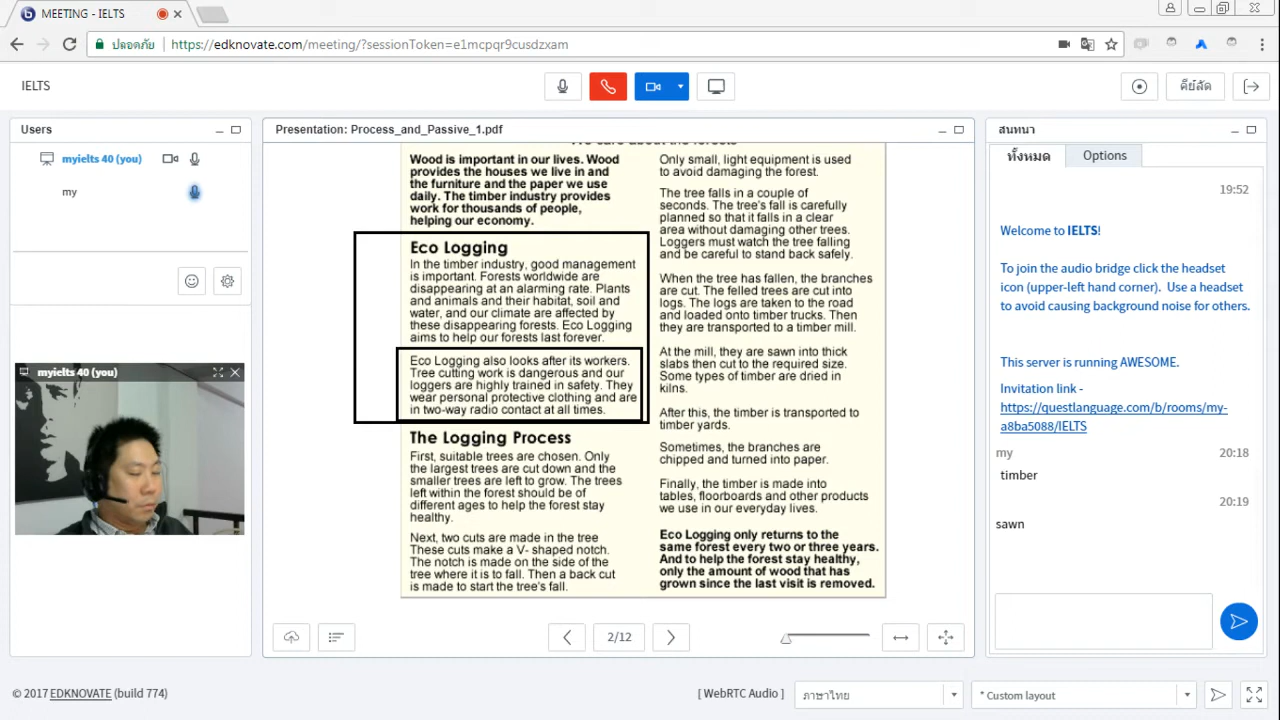 MEETING - IELTS
ปลอดภัย
https://edknovate.com/meeting/?sessionToken=e1mcpqr9cusdzxam
IELTS
คีย์ลัด
Users
myielts 40 (you)
my
myielts 40 (you)
Presentation: Process_and_Passive_1.pdf
Wood is important in our lives. Wood
provides the houses we live in and
the furniture and the paper we use
daily. The timber industry provides
work for thousands of people,
helping our economy.
Eco Logging
In the timber industry, good management
is important. Forests worldwide are
disappearing at an alarming rate. Plants
and animals and their habitat, soil and
water, and our climate are affected by
these disappearing forests. Eco Logging
aims to help our forests last forever.
Eco Logging also looks after its workers.
Tree cutting work is dangerous and our
loggers are highly trained in safety. They
wear personal protective clothing and are
in two-way radio contact at all times.
The Logging Process
First, suitable trees are chosen. Only
the largest trees are cut down and the
smaller trees are left to grow. The trees
left within the forest should be of
different ages to help the forest stay
healthy.
Next, two cuts are made in the tree
These cuts make a V- shaped notch.
The notch is made on the side of the
tree where it is to fall. Then a back cut
is made to start the tree's fall.
Only small, light equipment is used
to avoid damaging the forest.
The tree falls in a couple of
seconds. The tree's fall is carefully
planned so that it falls in a clear
area without damaging other trees.
Loggers must watch the tree falling
and be careful to stand back safely.
When the tree has fallen, the branches
are cut. The felled trees are cut into
logs. The logs are taken to the road
and loaded onto timber trucks. Then
they are transported to a timber mill.
At the mill, they are sawn into thick
slabs then cut to the required size.
Some types of timber are dried in
kilns.
After this, the timber is transported to
timber yards.
Sometimes, the branches are
chipped and turned into paper.
Finally, the timber is made into
tables, floorboards and other products
we use in our everyday lives.
Eco Logging only returns to the
same forest every two or three years.
And to help the forest stay healthy,
only the amount of wood that has
grown since the last visit is removed.
2/12
สนทนา
ทั้งหมด
Options
19:52
Welcome to IELTS!
To join the audio bridge click the headset
icon (upper-left hand corner). Use a headset
to avoid causing background noise for others.
This server is running AWESOME.
Invitation link -
https://questlanguage.com/b/rooms/my-
a8ba5088/IELTS
my 20:18
timber
20:19
sawn
© 2017 EDKNOVATE (build 774)
[ WebRTC Audio ]
ภาษาไทย
* Custom layout